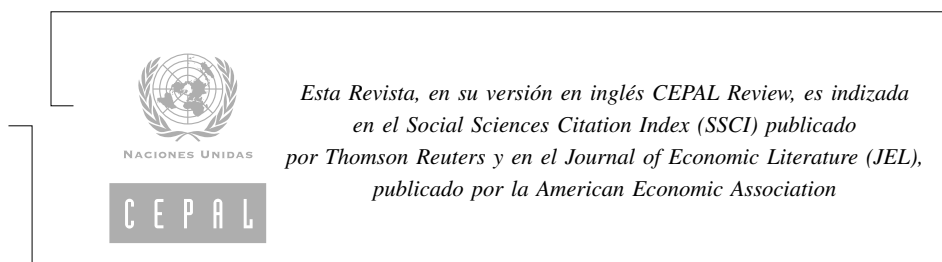 Esta Revista, en su versión en inglés CEPAL Review, es indizada
en el Social Sciences Citation Index (SSCI) publicado
por Thomson Reuters y en el Journal of Economic Literature (JEL),
publicado por la American Economic Association
NACIONES UNIDAS
CEPAL